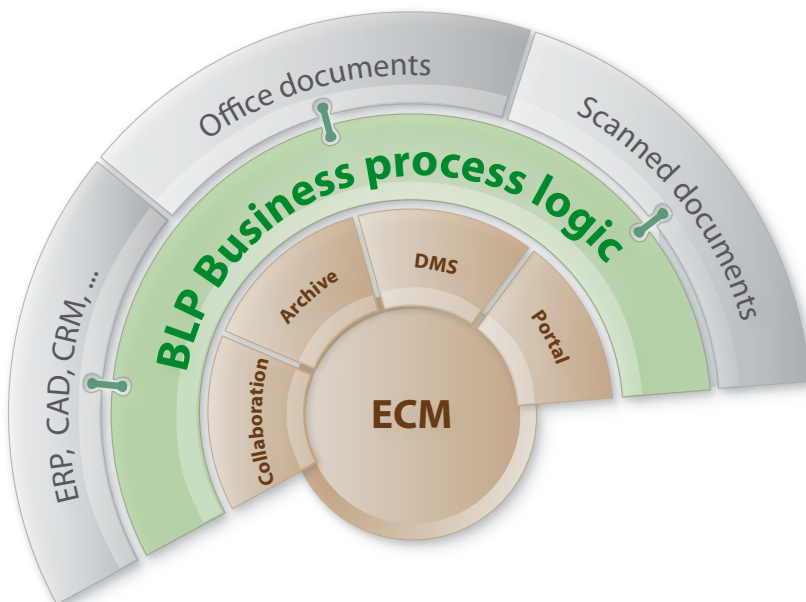 ERP, CAD, CRM, ...
Office documents
Scanned documents
BLP Business process logic
Collaboration
Archive
DMS
Portal
ECM